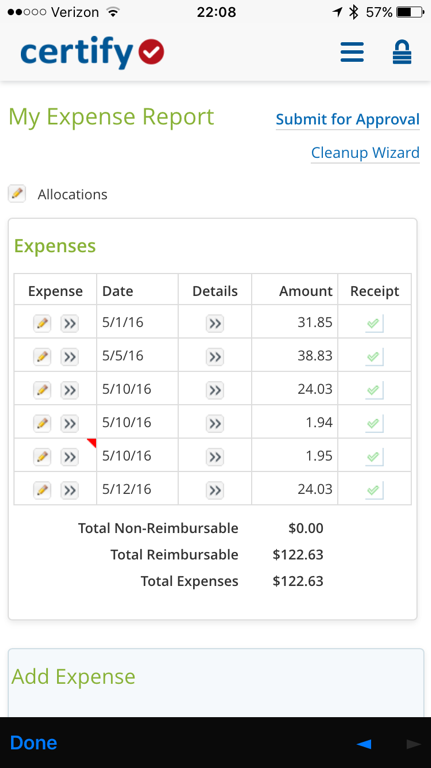 Verizon 22:08 57%
certify
My Expense Report
Submit for Approval
Cleanup Wizard
Allocations
Expenses
Expense Date Details Amount Receipt
5/1/16 31.85
5/5/16 38.83
5/10/16 24.03
5/10/16 1.94
5/10/16 1.95
5/12/16 24.03
Total Non-Reimbursable $0.00
Total Reimbursable $122.63
Total Expenses $122.63
Add Expense
Done